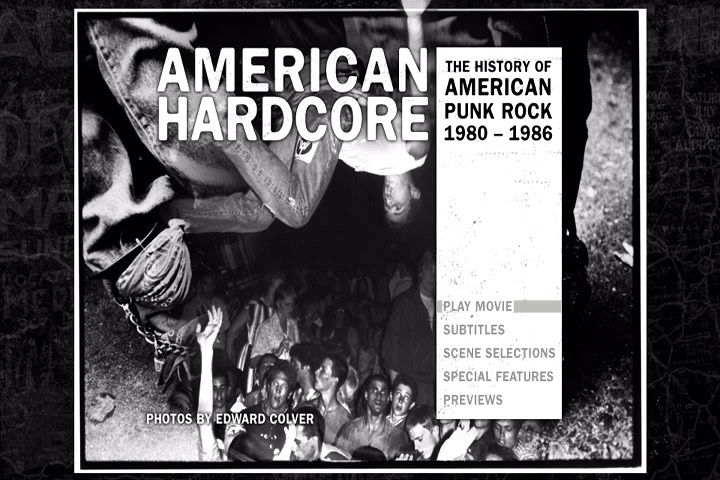 AMERICAN
HARDCORE
THE HISTORY OF
AMERICAN
PUNK ROCK
1980 – 1986
PLAY MOVIE
SUBTITLES
SCENE SELECTIONS
SPECIAL FEATURES
PREVIEWS
PHOTOS BY EDWARD COLVER